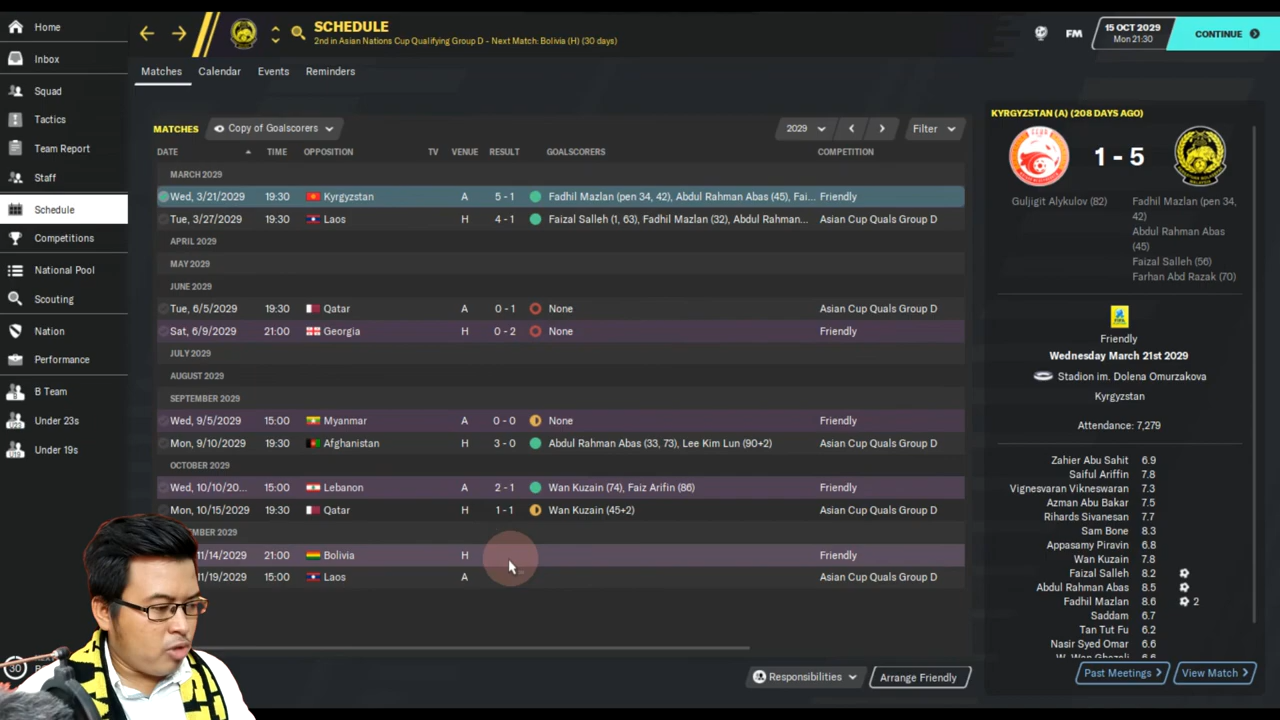 Home
Inbox
Squad
Tactics
Team Report
Staff
Schedule
Competitions
National Pool
Scouting
Nation
Performance
B Team
Under 23s
Under 19s
30
SCHEDULE
2nd in Asian Nations Cup Qualifying Group D - Next Match: Bolivia (H) (30 days)
FM
15 OCT 2029
Mon 21:30
CONTINUE
Matches Calendar Events Reminders
MATCHES Copy of Goalscorers 2029 Filter
DATE TIME OPPOSITION TV VENUE RESULT GOALSCORERS COMPETITION
MARCH 2029
Wed, 3/21/2029 19:30 Kyrgyzstan A 5 - 1 Fadhil Mazlan (pen 34, 42), Abdul Rahman Abas (45), Fai... Friendly
Tue, 3/27/2029 19:30 Laos H 4 - 1 Faizal Salleh (1, 63), Fadhil Mazlan (32), Abdul Rahman... Asian Cup Quals Group D
APRIL 2029
MAY 2029
JUNE 2029
Tue, 6/5/2029 19:30 Qatar A 0 - 1 None Asian Cup Quals Group D
Sat, 6/9/2029 21:00 Georgia H 0 - 2 None Friendly
JULY 2029
AUGUST 2029
SEPTEMBER 2029
Wed, 9/5/2029 15:00 Myanmar A 0 - 0 None Friendly
Mon, 9/10/2029 19:30 Afghanistan H 3 - 0 Abdul Rahman Abas (33, 73), Lee Kim Lun (90+2) Asian Cup Quals Group D
OCTOBER 2029
Wed, 10/10/20... 15:00 Lebanon A 2 - 1 Wan Kuzain (74), Faiz Arifin (86) Friendly
Mon, 10/15/2029 19:30 Qatar H 1 - 1 Wan Kuzain (45+2) Asian Cup Quals Group D
EMBER 2029
11/14/2029 21:00 Bolivia H Friendly
11/19/2029 15:00 Laos A Asian Cup Quals Group D
Responsibilities Arrange Friendly
KYRGYZSTAN (A) (208 DAYS AGO)
1 - 5
Guljigit Alykulov (82)
Fadhil Mazlan (pen 34,
42)
Abdul Rahman Abas
(45)
Faizal Salleh (56)
Farhan Abd Razak (70)
Friendly
Wednesday March 21st 2029
Stadion im. Dolena Omurzakova
Kyrgyzstan
Attendance: 7,279
Zahier Abu Sahit 6.9
Saiful Ariffin 7.8
Vignesvaran Vikneswaran 7.3
Azman Abu Bakar 7.5
Rihards Sivanesan 7.7
Sam Bone 8.3
Appasamy Piravin 6.8
Wan Kuzain 7.8
Faizal Salleh 8.2
Abdul Rahman Abas 8.5
Fadhil Mazlan 8.6 2
Saddam 6.7
Tan Tut Fu 6.2
Nasir Syed Omar 6.6
Past Meetings View Match